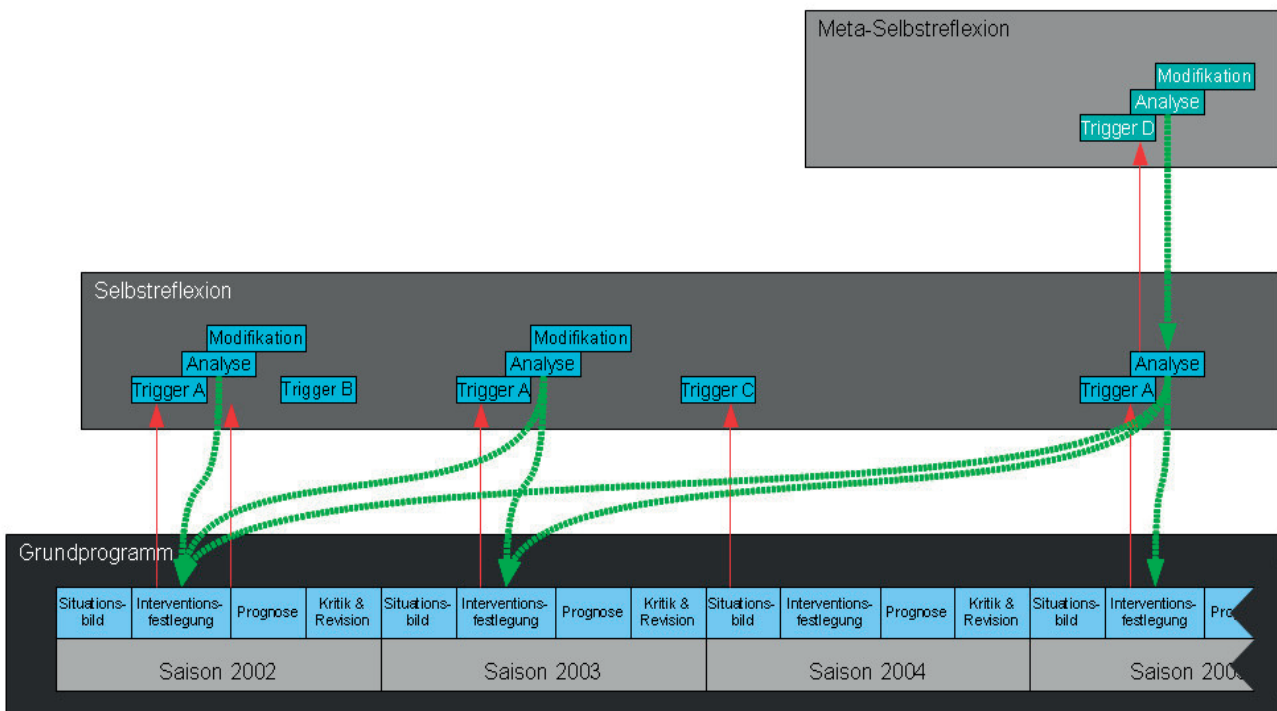 Meta-Selbstreflexion
Modifikation
Analyse
Trigger D
Selbstreflexion
Modifikation
Analyse
Trigger A
Trigger B
Modifikation
Analyse
Trigger A
Trigger C
Analyse
Trigger A
Grundprogramm
Situations-
bild
Interventions-
festlegung
Prognose
Kritik &
Revision
Situations-
bild
Interventions-
festlegung
Prognose
Kritik &
Revision
Situations-
bild
Interventions-
festlegung
Prognose
Kritik &
Revision
Situations-
bild
Interventions-
festlegung
Saison 2002
Saison 2003
Saison 2004
Saison